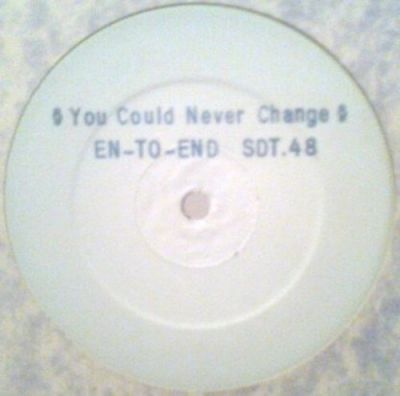 ◊ You Could Never Change ◊
EN-TO-END SDT.48